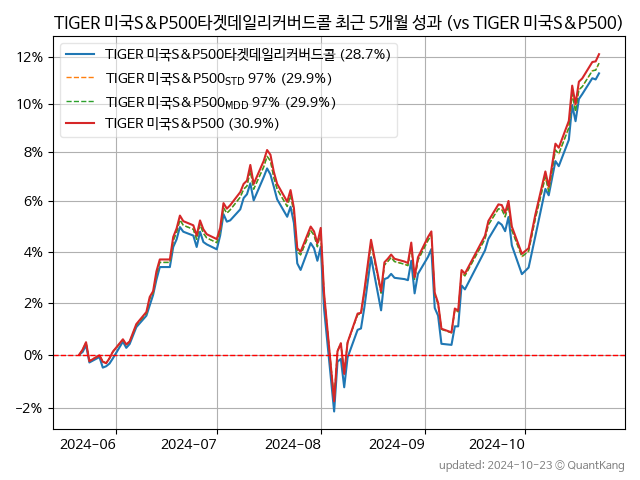 TIGER 미국S&P500타겟데일리커버드콜 최근 5개월 성과 (vs TIGER 미국S&P500)
TIGER 미국S&P500타겟데일리커버드콜 (28.7%)
TIGER 미국S&P500STD 97% (29.9%)
TIGER 미국S&P500MDD 97% (29.9%)
TIGER 미국S&P500 (30.9%)
12%
10%
8%
6%
4%
2%
0%
−2%
2024-06
2024-07
2024-08
2024-09
2024-10
updated: 2024-10-23 ⓒ QuantKang